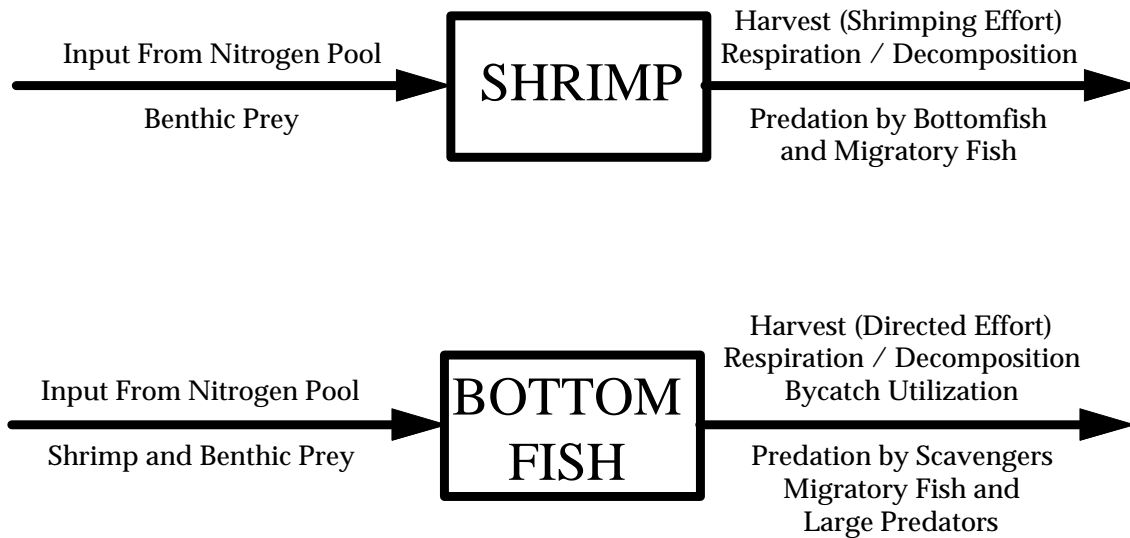 Input From Nitrogen Pool
Benthic Prey
SHRIMP
Harvest (Shrimping Effort)
Respiration / Decomposition
Predation by Bottomfish
and Migratory Fish
Input From Nitrogen Pool
Shrimp and Benthic Prey
BOTTOM
FISH
Harvest (Directed Effort)
Respiration / Decomposition
Bycatch Utilization
Predation by Scavengers
Migratory Fish and
Large Predators